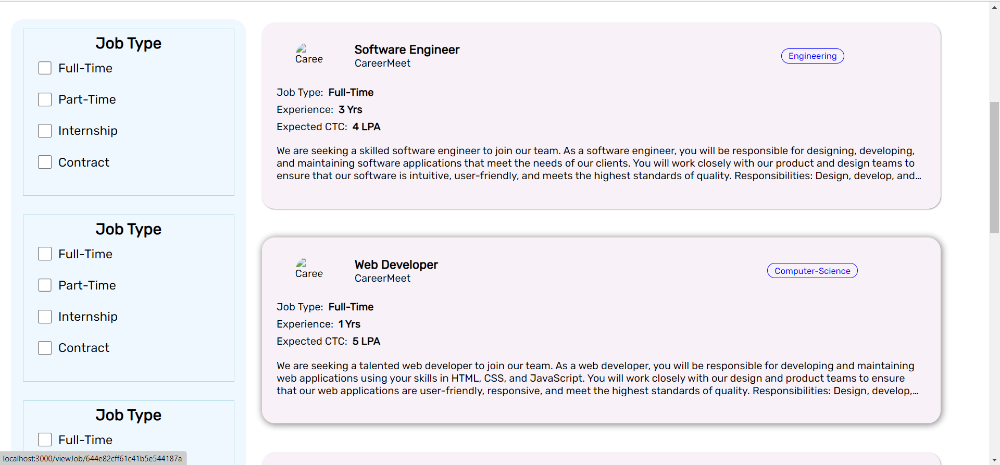 Job Type
Full-Time
Part-Time
Internship
Contract
Job Type
Full-Time
Part-Time
Internship
Contract
Job Type
Full-Time
Caree
Software Engineer
CareerMeet
Engineering
Job Type: Full-Time
Experience: 3 Yrs
Expected CTC: 4 LPA
We are seeking a skilled software engineer to join our team. As a software engineer, you will be responsible for designing, developing,
and maintaining software applications that meet the needs of our clients. You will work closely with our product and design teams to
ensure that our software is intuitive, user-friendly, and meets the highest standards of quality. Responsibilities: Design, develop, and...
Caree
Web Developer
CareerMeet
Computer-Science
Job Type: Full-Time
Experience: 1 Yrs
Expected CTC: 5 LPA
We are seeking a talented web developer to join our team. As a web developer, you will be responsible for developing and maintaining
web applications using your skills in HTML, CSS, and JavaScript. You will work closely with our design and product teams to ensure
that our web applications are user-friendly, responsive, and meet the highest standards of quality. Responsibilities: Design, develop,...
localhost:3000/viewJob/644e82cff61c41b5e544187a